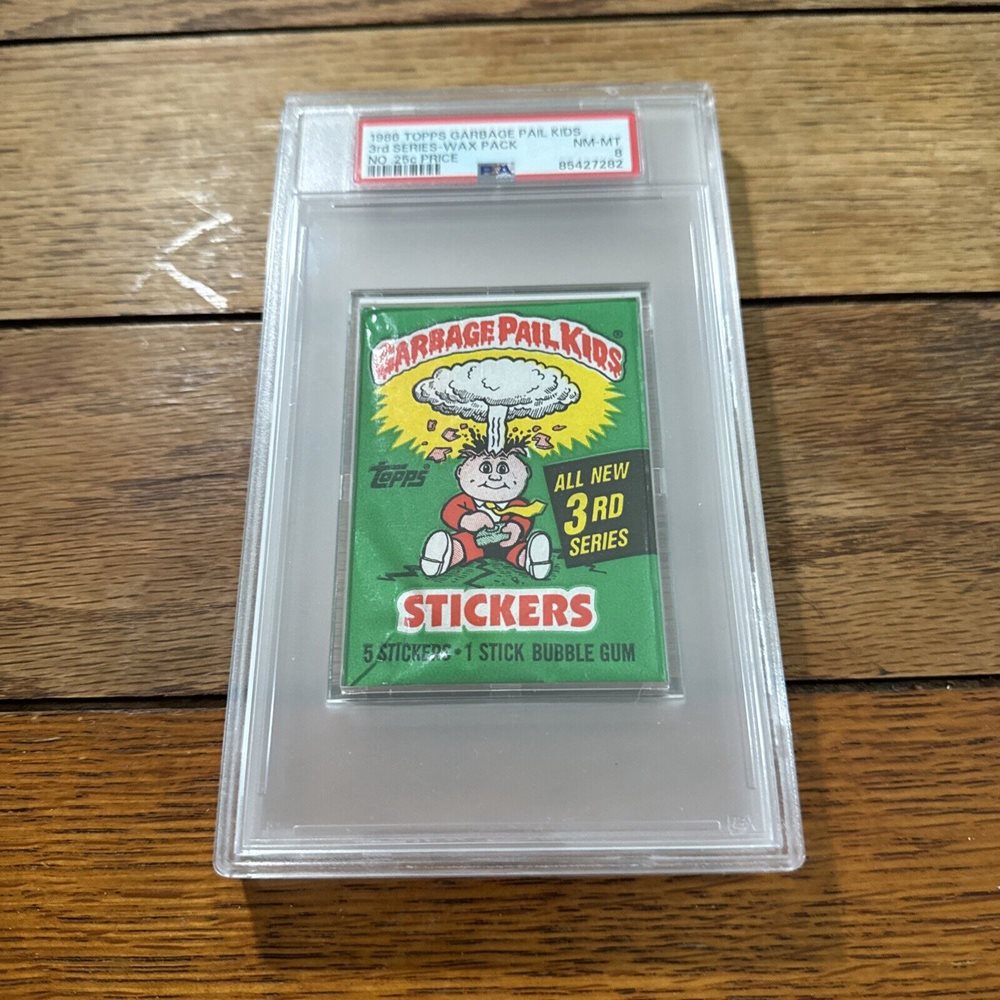 1986 TOPPS GARBAGE PAIL KIDS
3rd SERIES-WAX PACK NM-MT
NO 25c PRICE 8
PSA 85427282
GARBAGE PAIL KIDS®
topps®
ALL NEW
3RD
SERIES
STICKERS
5 STICKERS • 1 STICK BUBBLE GUM